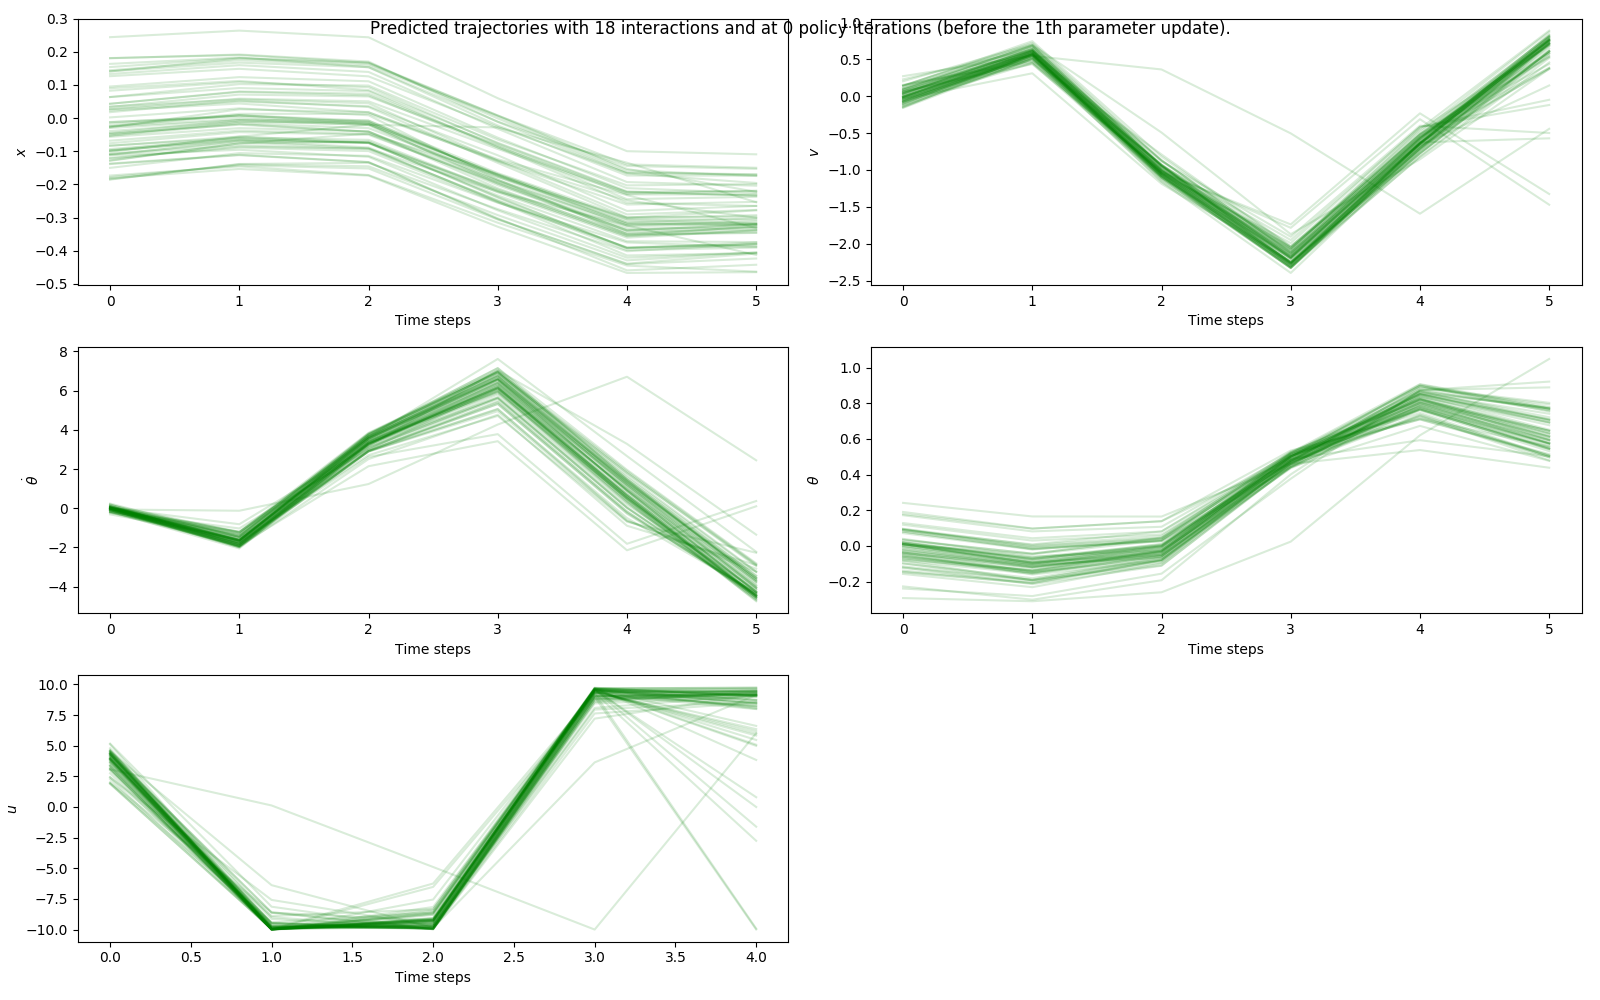 Predicted trajectories with 18 interactions and at 0 policy iterations (before the 1th parameter update).
0.3
0.2
0.1
0.0
−0.1
−0.2
−0.3
−0.4
−0.5
x
0 1 2 3 4 5
Time steps
1.0
0.5
0.0
−0.5
−1.0
−1.5
−2.0
−2.5
v
0 1 2 3 4 5
Time steps
8
6
4
2
0
−2
−4
θ̇
0 1 2 3 4 5
Time steps
1.0
0.8
0.6
0.4
0.2
0.0
−0.2
θ
0 1 2 3 4 5
Time steps
10.0
7.5
5.0
2.5
0.0
−2.5
−5.0
−7.5
−10.0
u
0.0 0.5 1.0 1.5 2.0 2.5 3.0 3.5 4.0
Time steps